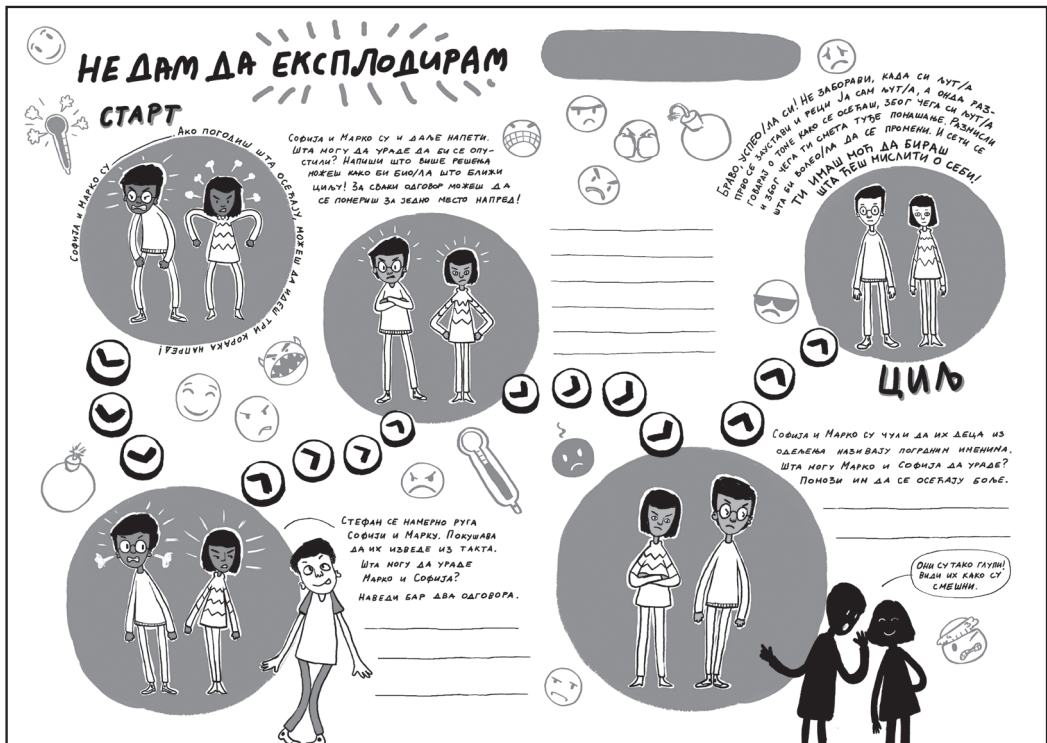 НЕ ДАМ ДА ЕКСПЛОДИРАМ
СТАРТ
Софија и Марко су
Ако погодиш шта осећају, можеш да идеш три корака напред!
Софија и Марко су и даље напети.
Шта могу да ураде да би се опу-
стили? Напиши што више решења
можеш како би био/ла што ближи
циљу! За сваки одговор можеш да
се помериш за једно место напред!
Стефан се намерно руга
Софији и Марку. Покушава
да их изведе из такта.
Шта могу да ураде
Марко и Софија?
Наведи бар два одговора.
Браво, успео/ла си! Не заборави, када си љут/а
прво се заустави и реци Ја сам љут/а, а онда раз-
говарај о томе како се осећаш, због чега си љут/а
и због чега ти смета туђе понашање. Размисли
шта би волео/ла да се промени. И сети се
ти имаш моћ да бираш
шта ћеш мислити о себи!
ЦИЉ
Софија и Марко су чули да их деца из
одељења називају погрдним именима.
Шта могу Марко и Софија да ураде?
Помози им да се осећају боље.
Они су тако глупи!
Види их како су
смешни.